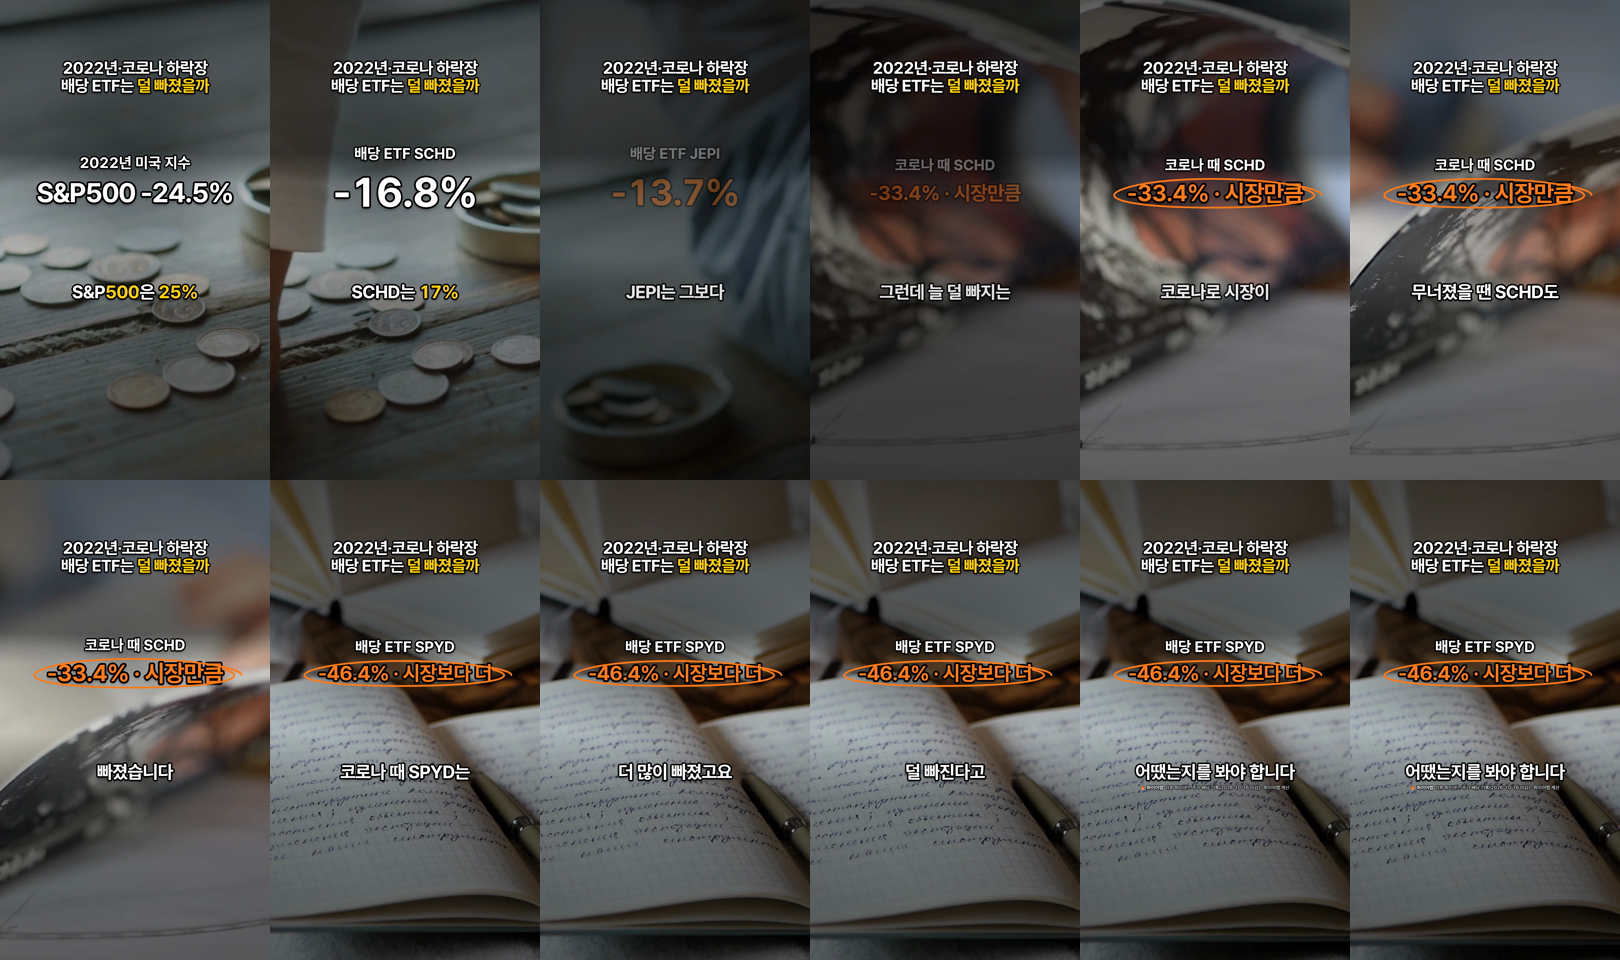 2022년·코로나 하락장
배당 ETF는 덜 빠졌을까
2022년 미국 지수
S&P500 -24.5%
S&P500은 25%
2022년·코로나 하락장
배당 ETF는 덜 빠졌을까
배당 ETF SCHD
-16.8%
SCHD는 17%
2022년·코로나 하락장
배당 ETF는 덜 빠졌을까
배당 ETF JEPI
-13.7%
JEPI는 그보다
2022년·코로나 하락장
배당 ETF는 덜 빠졌을까
코로나 때 SCHD
-33.4% · 시장만큼
그런데 늘 덜 빠지는
2022년·코로나 하락장
배당 ETF는 덜 빠졌을까
코로나 때 SCHD
-33.4% · 시장만큼
코로나로 시장이
2022년·코로나 하락장
배당 ETF는 덜 빠졌을까
코로나 때 SCHD
-33.4% · 시장만큼
무너졌을 땐 SCHD도
2022년·코로나 하락장
배당 ETF는 덜 빠졌을까
코로나 때 SCHD
-33.4% · 시장만큼
빠졌습니다
2022년·코로나 하락장
배당 ETF는 덜 빠졌을까
배당 ETF SPYD
-46.4% · 시장보다 더
코로나 때 SPYD는
2022년·코로나 하락장
배당 ETF는 덜 빠졌을까
배당 ETF SPYD
-46.4% · 시장보다 더
더 많이 빠졌고요
2022년·코로나 하락장
배당 ETF는 덜 빠졌을까
배당 ETF SPYD
-46.4% · 시장보다 더
덜 빠진다고
2022년·코로나 하락장
배당 ETF는 덜 빠졌을까
배당 ETF SPYD
-46.4% · 시장보다 더
어땠는지를 봐야 합니다
2022년·코로나 하락장
배당 ETF는 덜 빠졌을까
배당 ETF SPYD
-46.4% · 시장보다 더
어땠는지를 봐야 합니다